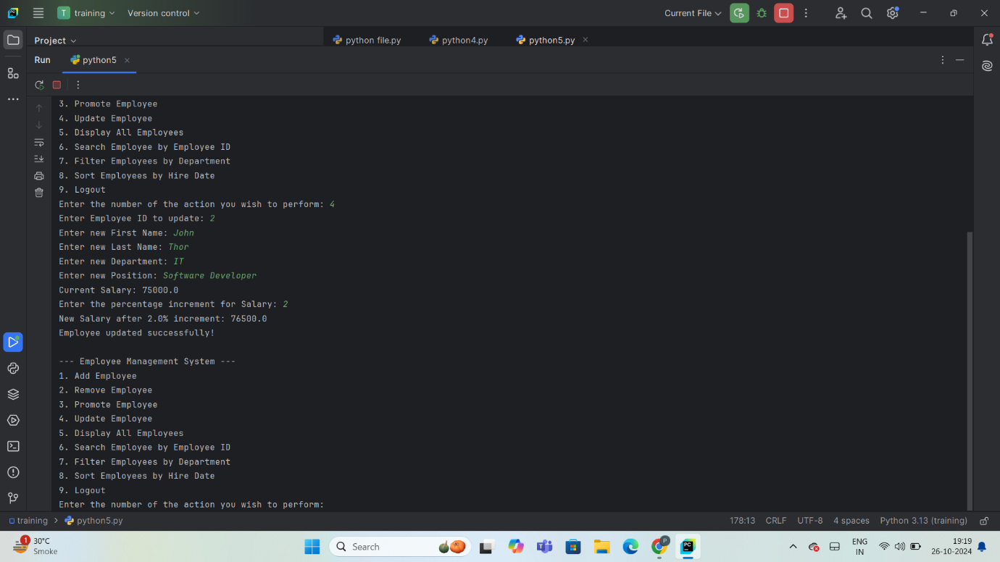 T training Version control Current File
Project python file.py python4.py python5.py
Run python5
3. Promote Employee
4. Update Employee
5. Display All Employees
6. Search Employee by Employee ID
7. Filter Employees by Department
8. Sort Employees by Hire Date
9. Logout
Enter the number of the action you wish to perform: 4
Enter Employee ID to update: 2
Enter new First Name: John
Enter new Last Name: Thor
Enter new Department: IT
Enter new Position: Software Developer
Current Salary: 75000.0
Enter the percentage increment for Salary: 2
New Salary after 2.0% increment: 76500.0
Employee updated successfully!
--- Employee Management System ---
1. Add Employee
2. Remove Employee
3. Promote Employee
4. Update Employee
5. Display All Employees
6. Search Employee by Employee ID
7. Filter Employees by Department
8. Sort Employees by Hire Date
9. Logout
Enter the number of the action you wish to perform:
training > python5.py 178:13 CRLF UTF-8 4 spaces Python 3.13 (training)
1 30°C Search P PC ENG 19:19
Smoke IN 26-10-2024